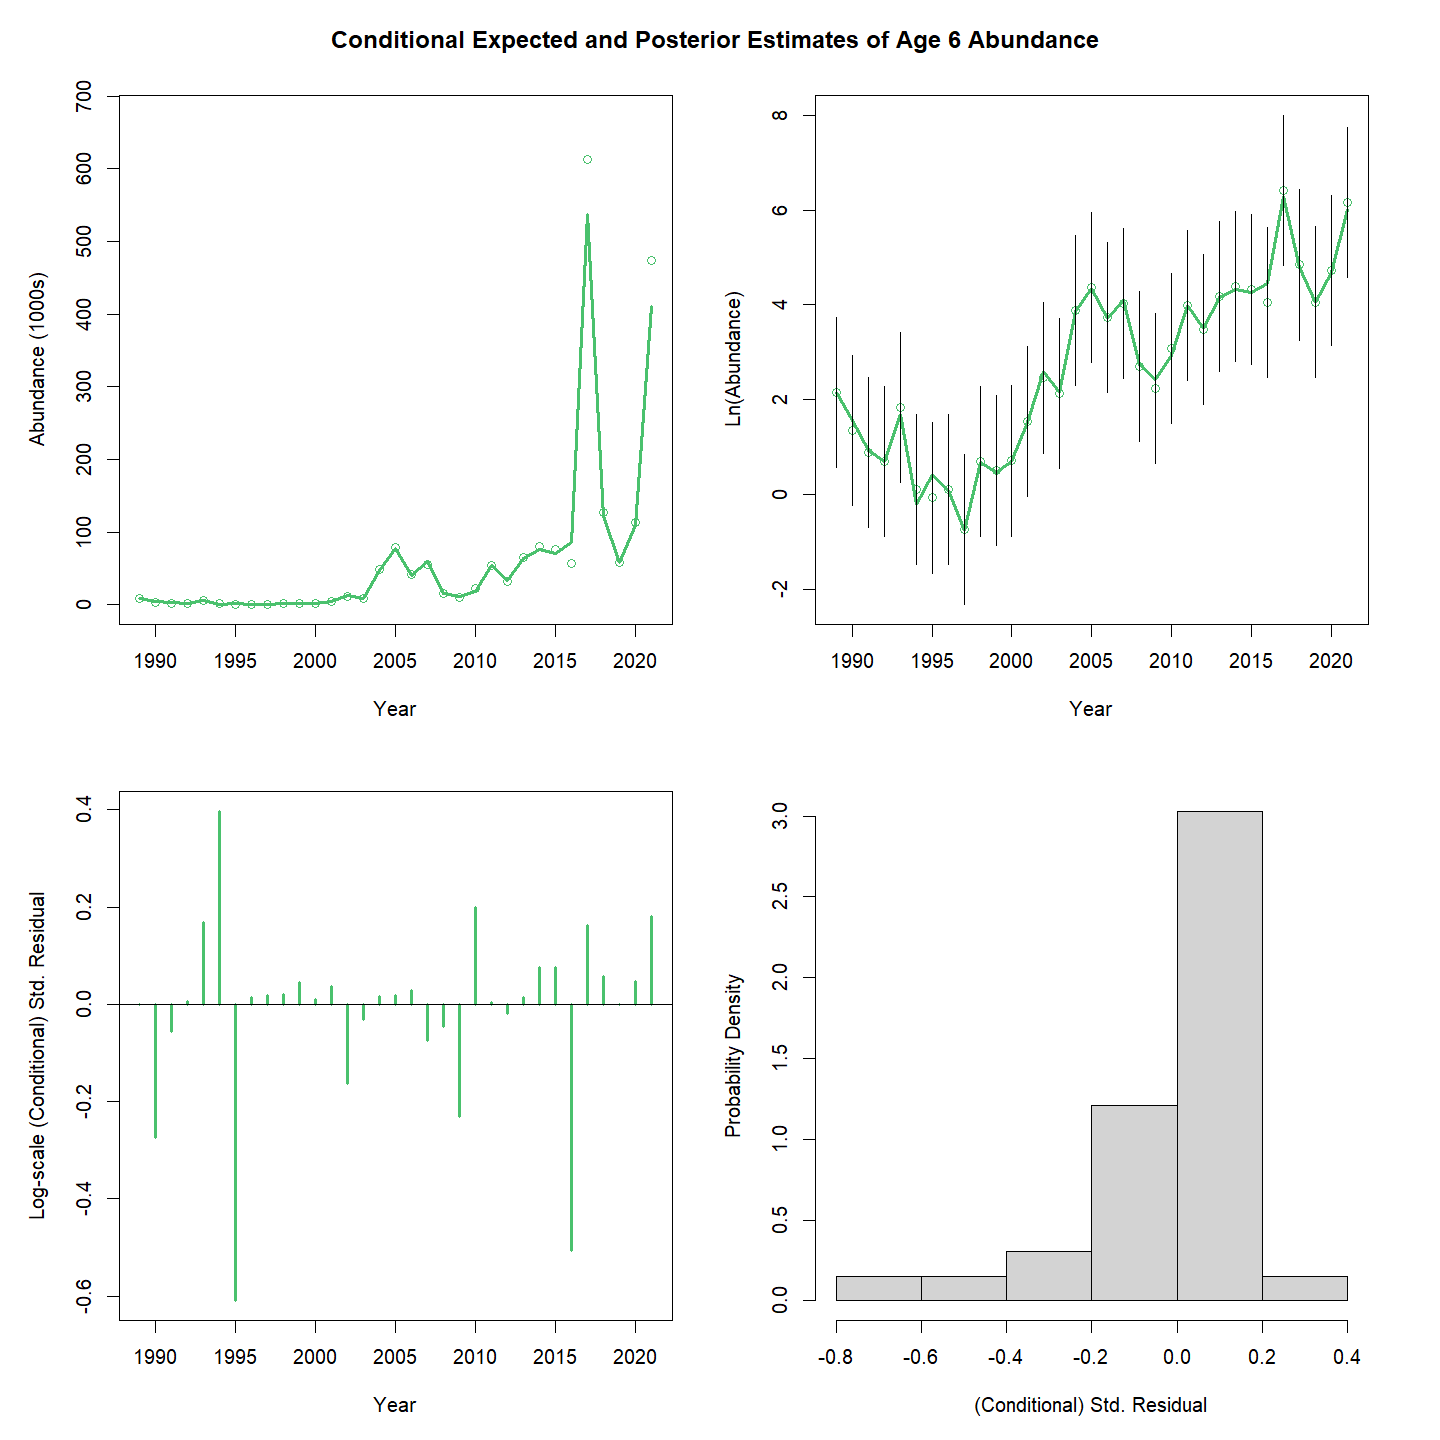 Conditional Expected and Posterior Estimates of Age 6 Abundance
Abundance (1000s)
700
600
500
400
300
200
100
0
1990 1995 2000 2005 2010 2015 2020
Year
Ln(Abundance)
8
6
4
2
0
-2
1990 1995 2000 2005 2010 2015 2020
Year
Log-scale (Conditional) Std. Residual
0.4
0.2
0.0
-0.2
-0.4
-0.6
1990 1995 2000 2005 2010 2015 2020
Year
Probability Density
3.0
2.5
2.0
1.5
1.0
0.5
0.0
-0.8 -0.6 -0.4 -0.2 0.0 0.2 0.4
(Conditional) Std. Residual